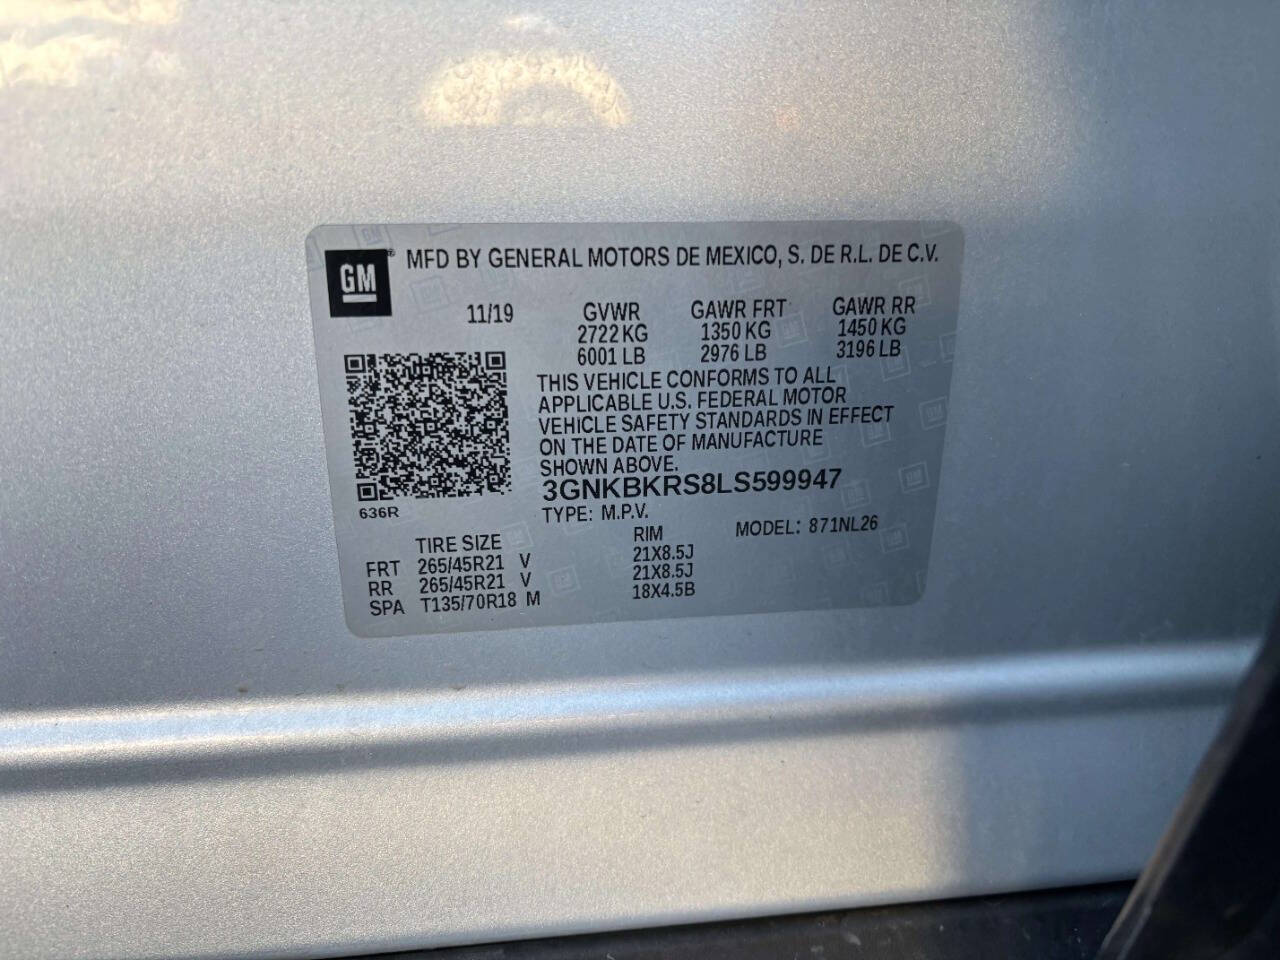 GM ® MFD BY GENERAL MOTORS DE MEXICO, S. DE R.L. DE C.V.
11/19 GVWR GAWR FRT GAWR RR
2722 KG 1350 KG 1450 KG
6001 LB 2976 LB 3196 LB
THIS VEHICLE CONFORMS TO ALL
APPLICABLE U.S. FEDERAL MOTOR
VEHICLE SAFETY STANDARDS IN EFFECT
ON THE DATE OF MANUFACTURE
SHOWN ABOVE.
3GNKBKRS8LS599947
636R
TYPE: M.P.V. MODEL: 871NL26
TIRE SIZE RIM
FRT 265/45R21 V 21X8.5J
RR 265/45R21 V 21X8.5J
SPA T135/70R18 M 18X4.5B